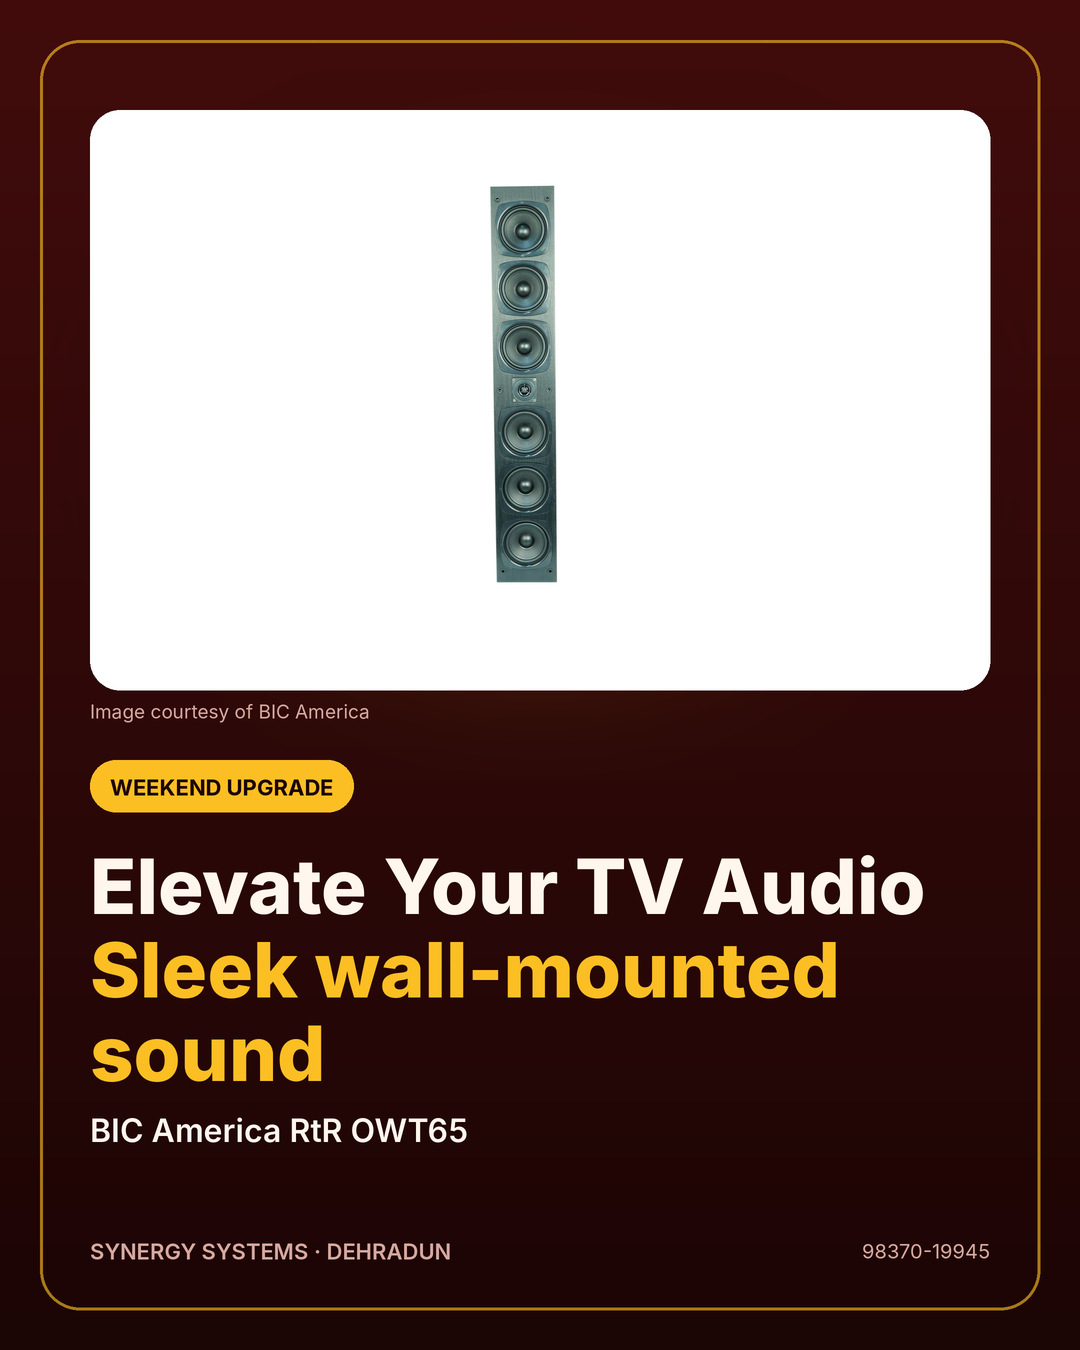 Image courtesy of BIC America
WEEKEND UPGRADE
Elevate Your TV Audio
Sleek wall-mounted
sound
BIC America RtR OWT65
SYNERGY SYSTEMS · DEHRADUN
98370-19945